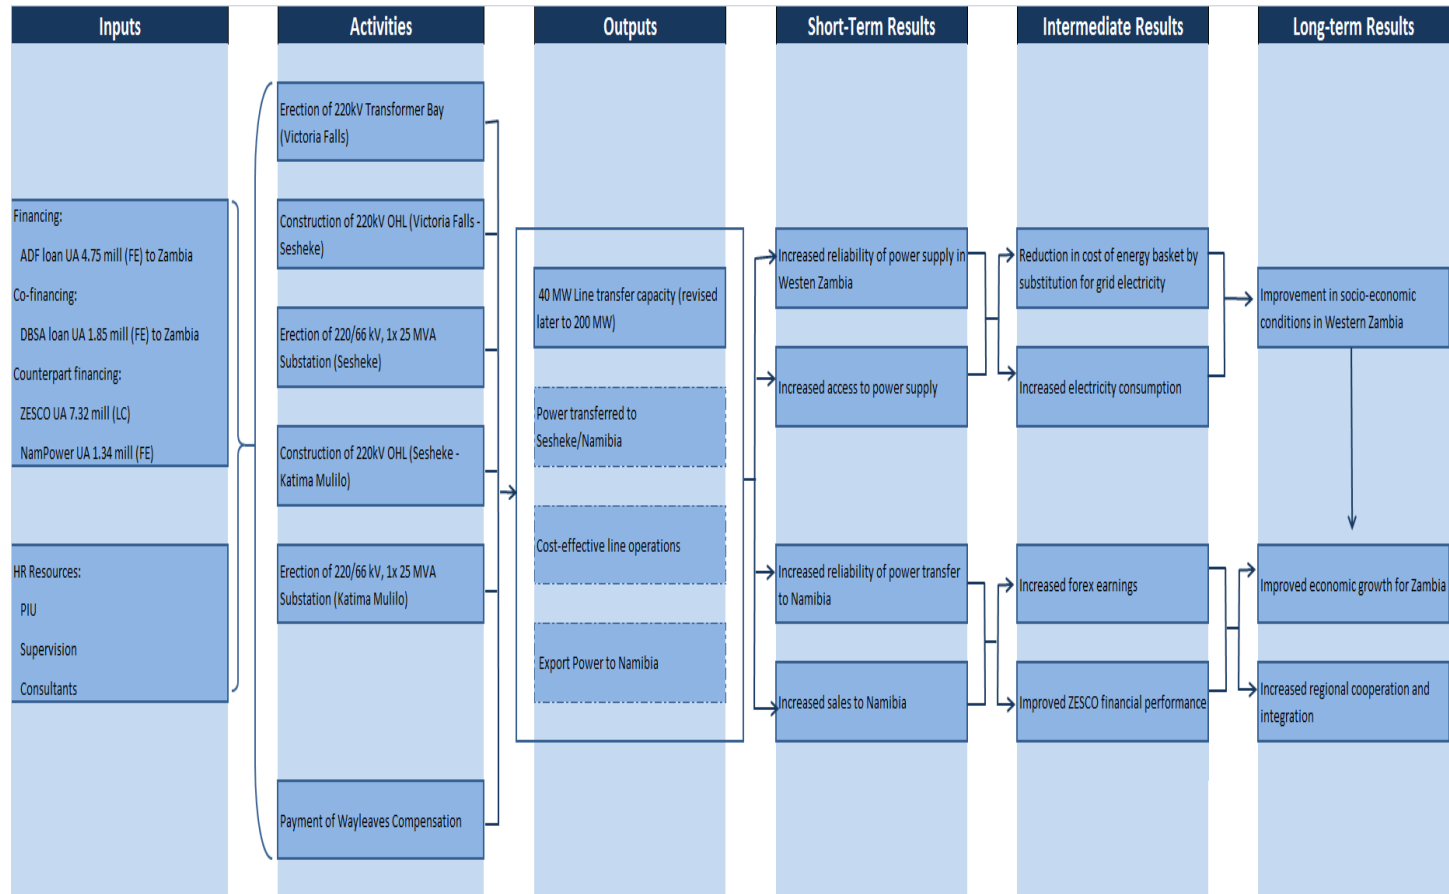 Inputs
Activities
Outputs
Short-Term Results
Intermediate Results
Long-term Results
Financing:
ADF loan UA 4.75 mill (FE) to Zambia
Co-financing:
DBSA loan UA 1.85 mill (FE) to Zambia
Counterpart financing:
ZESCO UA 7.32 mill (LC)
NamPower UA 1.34 mill (FE)
HR Resources:
PIU
Supervision
Consultants
Erection of 220kV Transformer Bay
(Victoria Falls)
Construction of 220kV OHL (Victoria Falls -
Sesheke)
Erection of 220/66 kV, 1x 25 MVA
Substation (Sesheke)
Construction of 220kV OHL (Sesheke -
Katima Mulilo)
Erection of 220/66 kV, 1x 25 MVA
Substation (Katima Mulilo)
Payment of Wayleaves Compensation
40 MW Line transfer capacity (revised
later to 200 MW)
Power transferred to
Sesheke/Namibia
Cost-effective line operations
Export Power to Namibia
Increased reliability of power supply in
Westen Zambia
Increased access to power supply
Increased reliability of power transfer
to Namibia
Increased sales to Namibia
Reduction in cost of energy basket by
substitution for grid electricity
Increased electricity consumption
Increased forex earnings
Improved ZESCO financial performance
Improvement in socio-economic
conditions in Western Zambia
Improved economic growth for Zambia
Increased regional cooperation and
integration